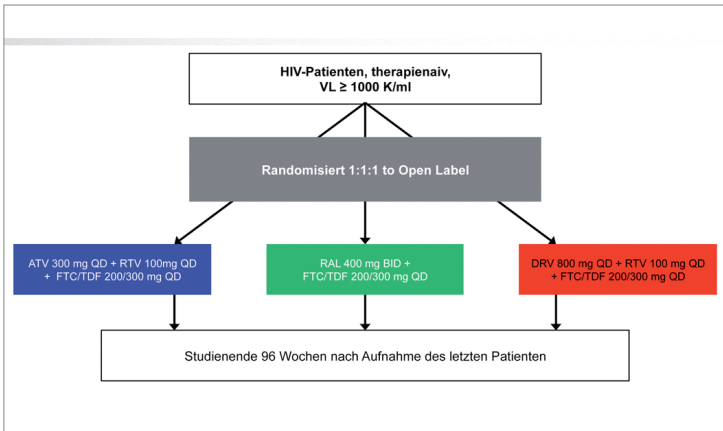 HIV-Patienten, therapienaiv,
VL ≥ 1000 K/ml
Randomisiert 1:1:1 to Open Label
ATV 300 mg QD + RTV 100mg QD
+ FTC/TDF 200/300 mg QD
RAL 400 mg BID +
FTC/TDF 200/300 mg QD
DRV 800 mg QD + RTV 100 mg QD
+ FTC/TDF 200/300 mg QD
Studienende 96 Wochen nach Aufnahme des letzten Patienten